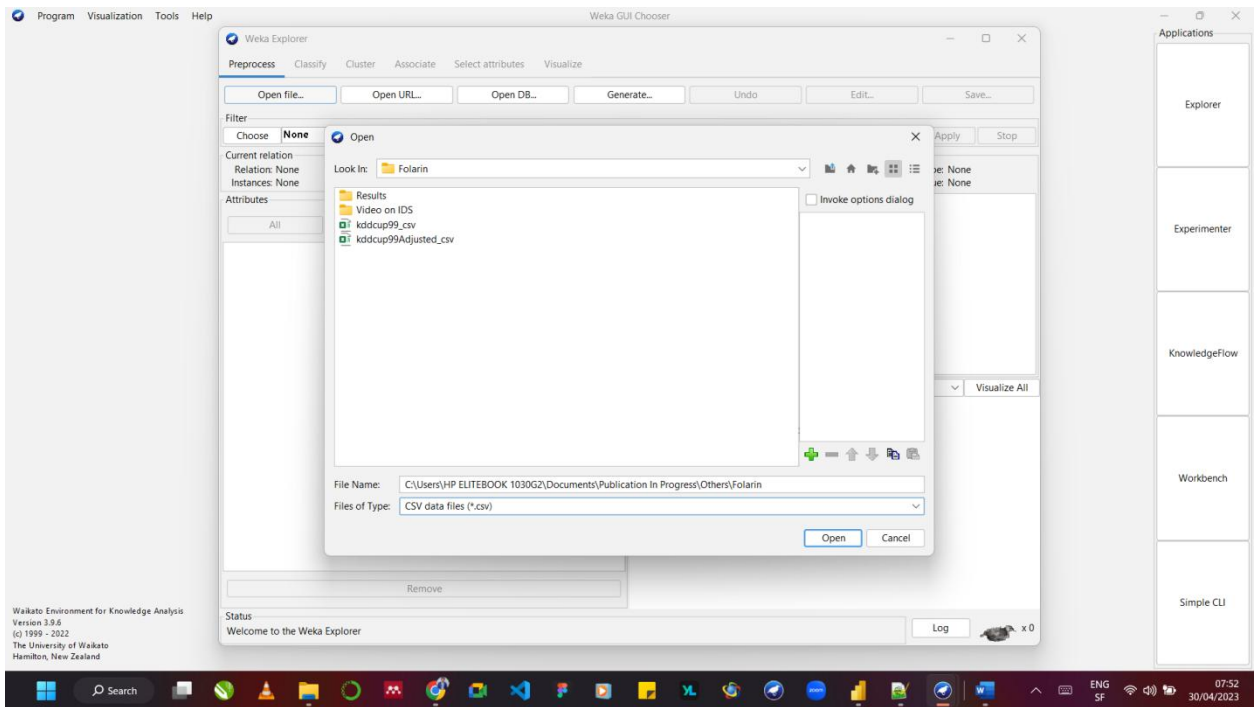 Program Visualization Tools Help
Weka GUI Chooser
Applications
Weka Explorer
Preprocess Classify Cluster Associate Select attributes Visualize
Open file... Open URL... Open DB... Generate... Undo Edit... Save...
Explorer
Filter
Choose None
Apply Stop
Open
Current relation
Relation: None
Instances: None
pe: None
ue: None
Look In: Folarin
Attributes
All
Results
Video on IDS
kddcup99_csv
kddcup99Adjusted_csv
Invoke options dialog
Experimenter
KnowledgeFlow
Visualize All
File Name: C:\Users\HP ELITEBOOK 1030G2\Documents\Publication In Progress\Others\Folarin
Files of Type: CSV data files (*.csv)
Open Cancel
Workbench
Remove
Simple CLI
Status
Welcome to the Weka Explorer
Log x 0
Waikato Environment for Knowledge Analysis
Version 3.9.6
(c) 1999 - 2022
The University of Waikato
Hamilton, New Zealand
Search
ENG
SF
07:52
30/04/2023